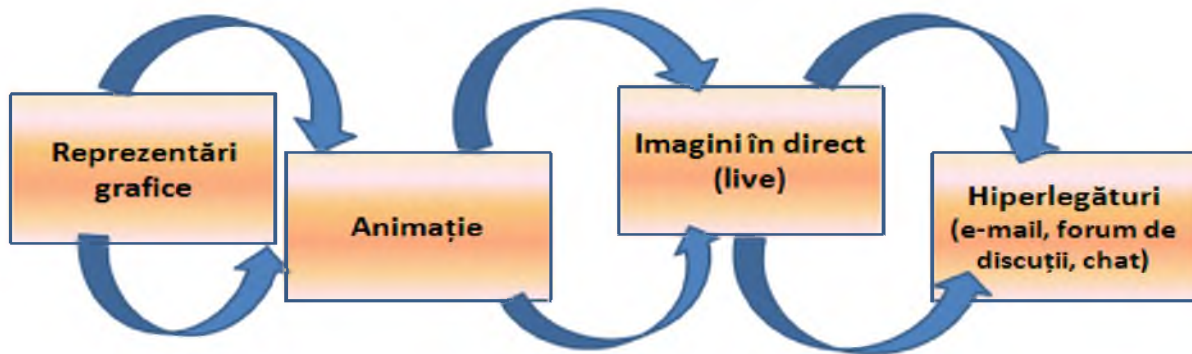 Reprezentări
grafice
Animație
Imagini în direct
(live)
Hiperlegături
(e-mail, forum de
discuții, chat)